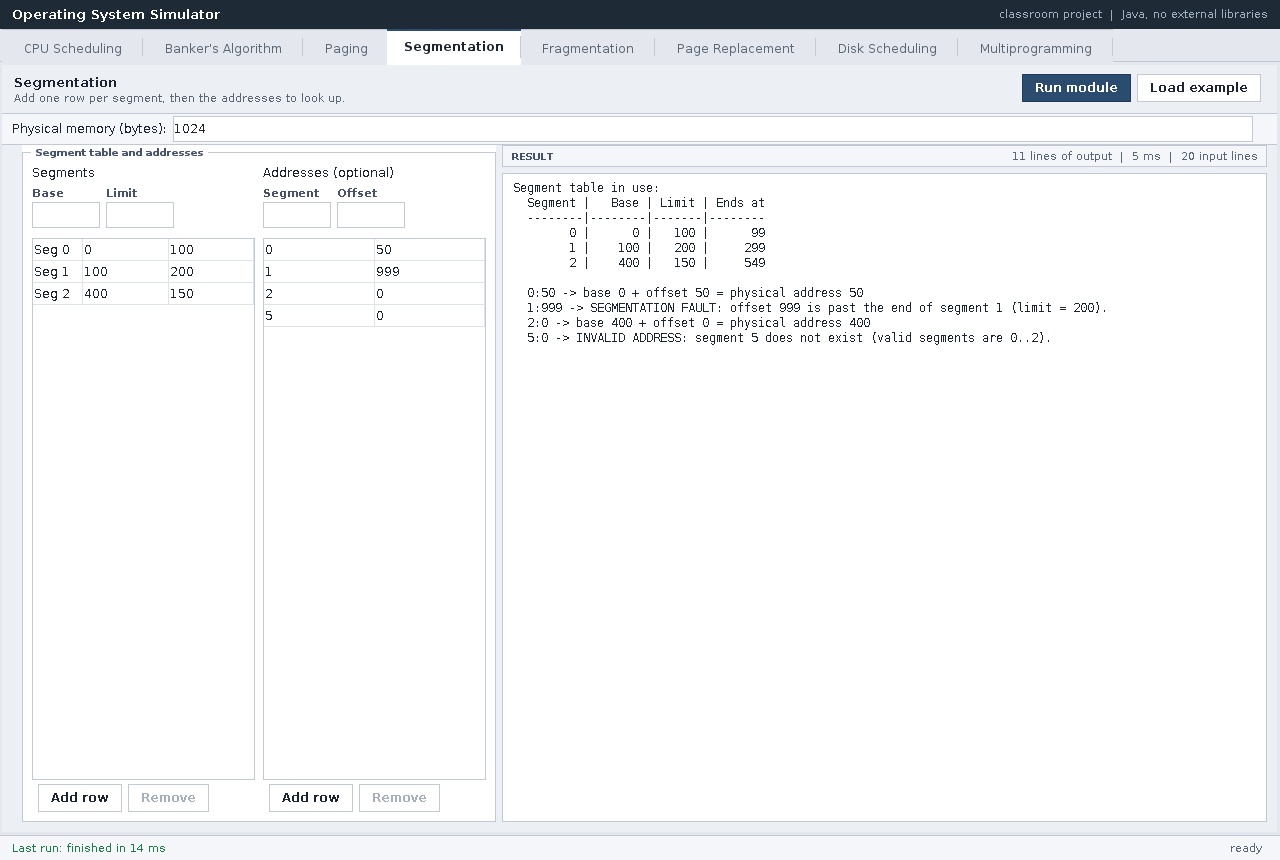 Operating System Simulator
classroom project | Java, no external libraries
CPU Scheduling Banker's Algorithm Paging Segmentation Fragmentation Page Replacement Disk Scheduling Multiprogramming
Segmentation
Add one row per segment, then the addresses to look up.
Run module Load example
Physical memory (bytes): 1024
Segment table and addresses
Segments
Base Limit
Seg 0 0 100
Seg 1 100 200
Seg 2 400 150
Add row Remove
Addresses (optional)
Segment Offset
0 50
1 999
2 0
5 0
Add row Remove
RESULT 11 lines of output | 5 ms | 20 input lines
Segment table in use:
Segment | Base | Limit | Ends at
--------|--------|-------|--------
0 | 0 | 100 | 99
1 | 100 | 200 | 299
2 | 400 | 150 | 549
0:50 -> base 0 + offset 50 = physical address 50
1:999 -> SEGMENTATION FAULT: offset 999 is past the end of segment 1 (limit = 200).
2:0 -> base 400 + offset 0 = physical address 400
5:0 -> INVALID ADDRESS: segment 5 does not exist (valid segments are 0..2).
Last run: finished in 14 ms
ready